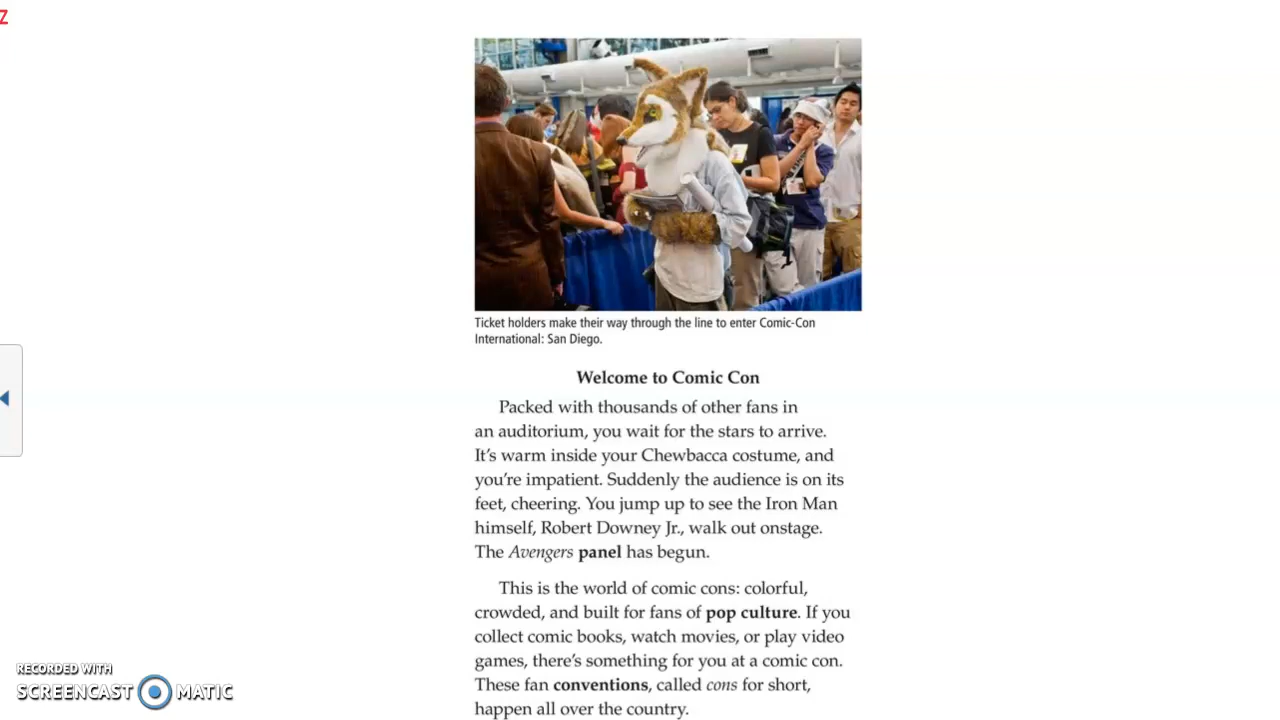 Z
Ticket holders make their way through the line to enter Comic-Con
International: San Diego.
Welcome to Comic Con
Packed with thousands of other fans in
an auditorium, you wait for the stars to arrive.
It's warm inside your Chewbacca costume, and
you're impatient. Suddenly the audience is on its
feet, cheering. You jump up to see the Iron Man
himself, Robert Downey Jr., walk out onstage.
The Avengers panel has begun.
This is the world of comic cons: colorful,
crowded, and built for fans of pop culture. If you
collect comic books, watch movies, or play video
games, there's something for you at a comic con.
These fan conventions, called cons for short,
happen all over the country.
RECORDED WITH
SCREENCAST MATIC